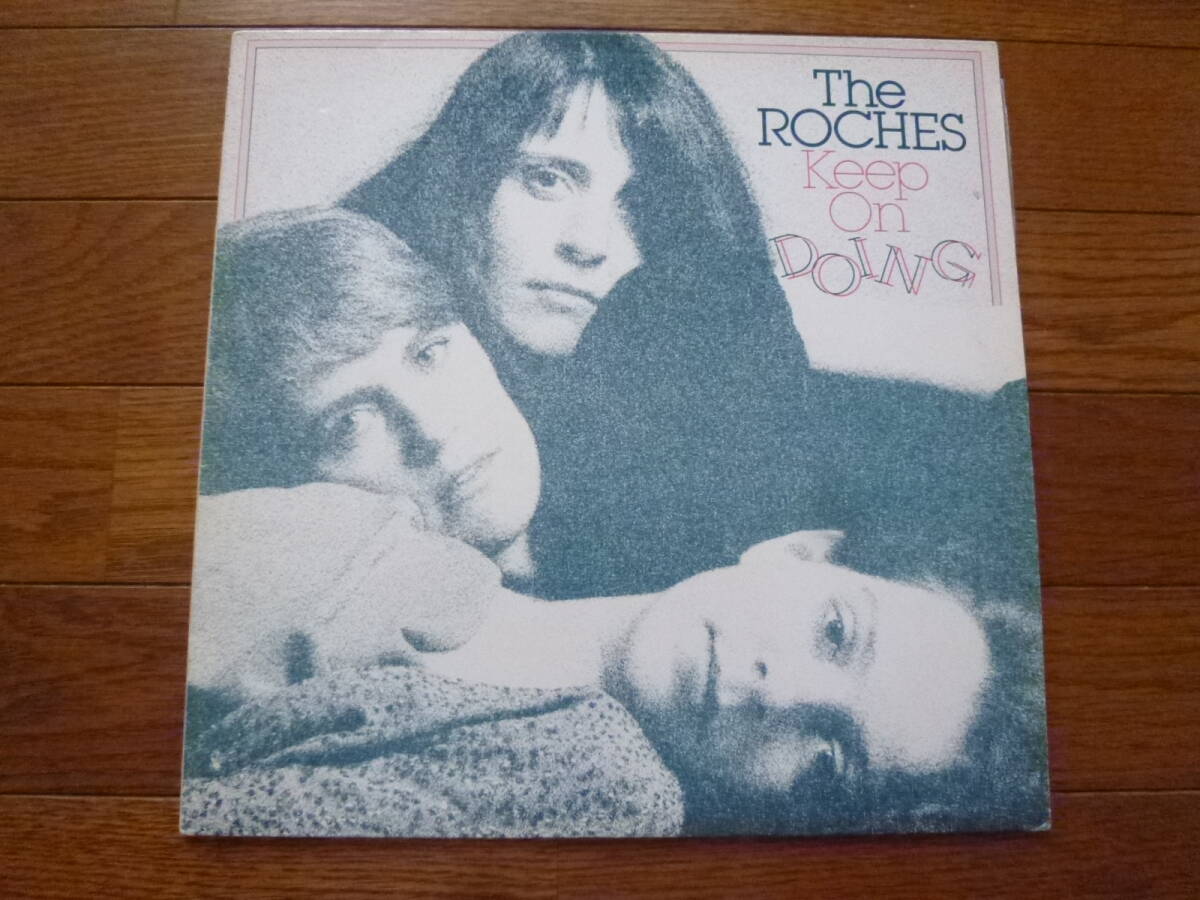 The
ROCHES
Keep
On
DOING